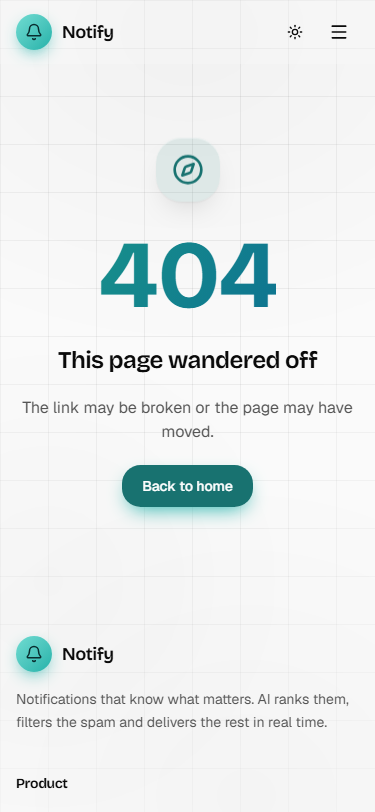 Notify
404
This page wandered off
The link may be broken or the page may have
moved.
Back to home
Notify
Notifications that know what matters. AI ranks them,
filters the spam and delivers the rest in real time.
Product